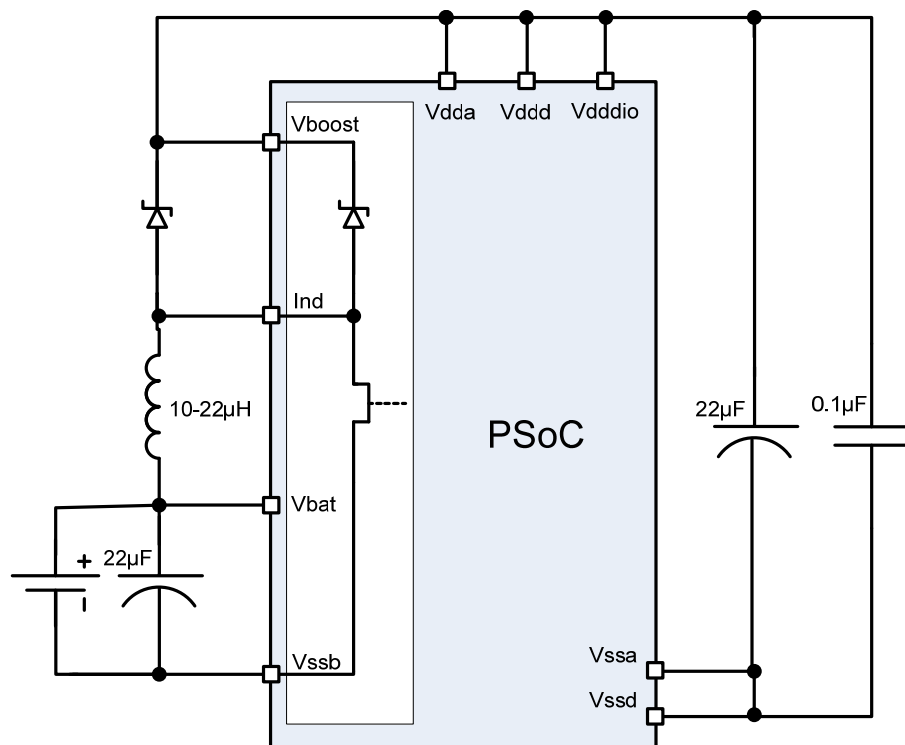 Vboost
Vdda
Vddd
Vdddio
Ind
10-22µH
PSoC
22µF
0.1µF
Vbat
+
22µF
–
Vssb
Vssa
Vssd